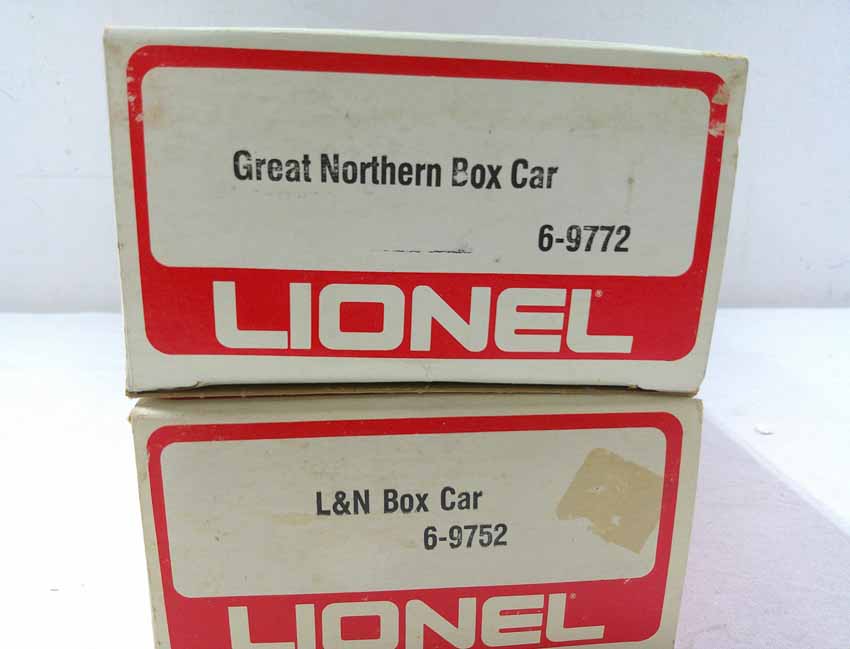 Great Northern Box Car
6-9772
LIONEL®
L&N Box Car
6-9752
LIONEL